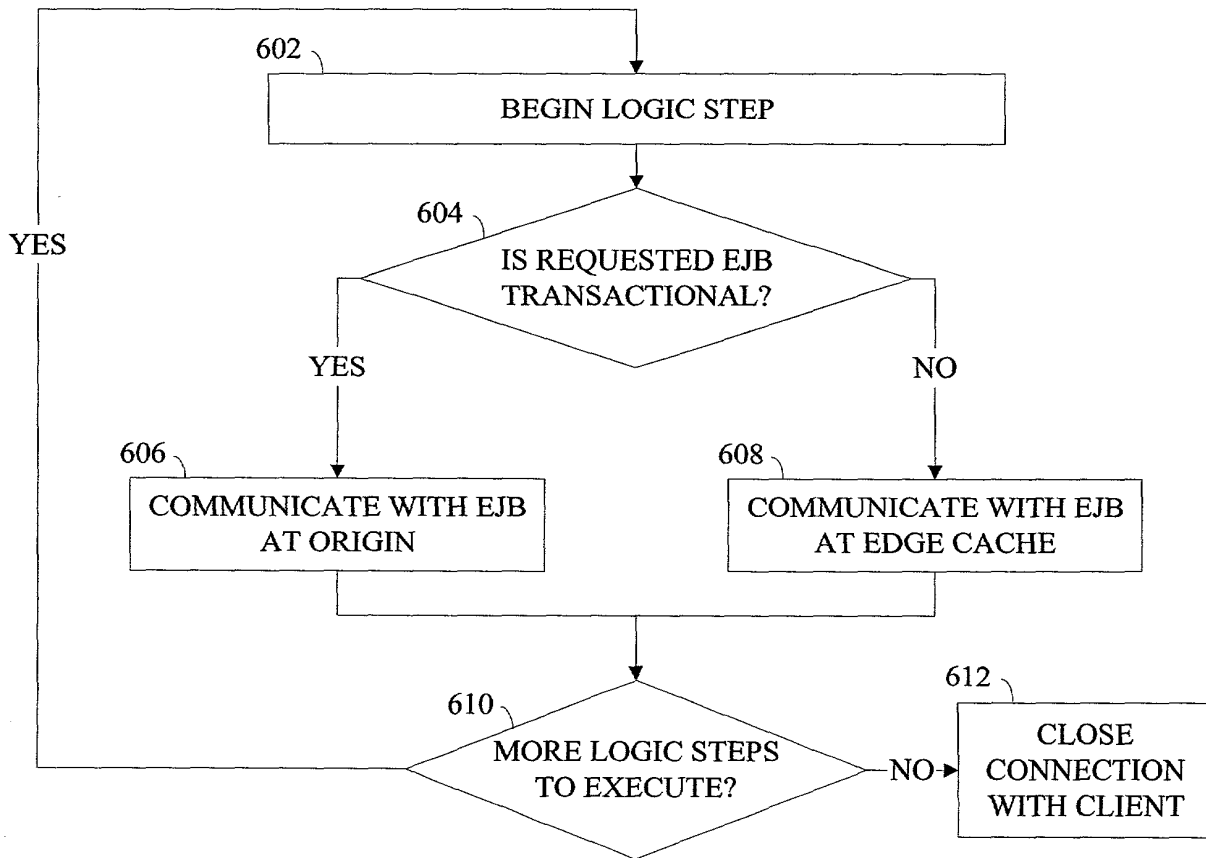 602
BEGIN LOGIC STEP
604
YES
IS REQUESTED EJB
TRANSACTIONAL?
YES
NO
606
608
COMMUNICATE WITH EJB
AT ORIGIN
COMMUNICATE WITH EJB
AT EDGE CACHE
610
612
MORE LOGIC STEPS
TO EXECUTE?
NO
CLOSE
CONNECTION
WITH CLIENT